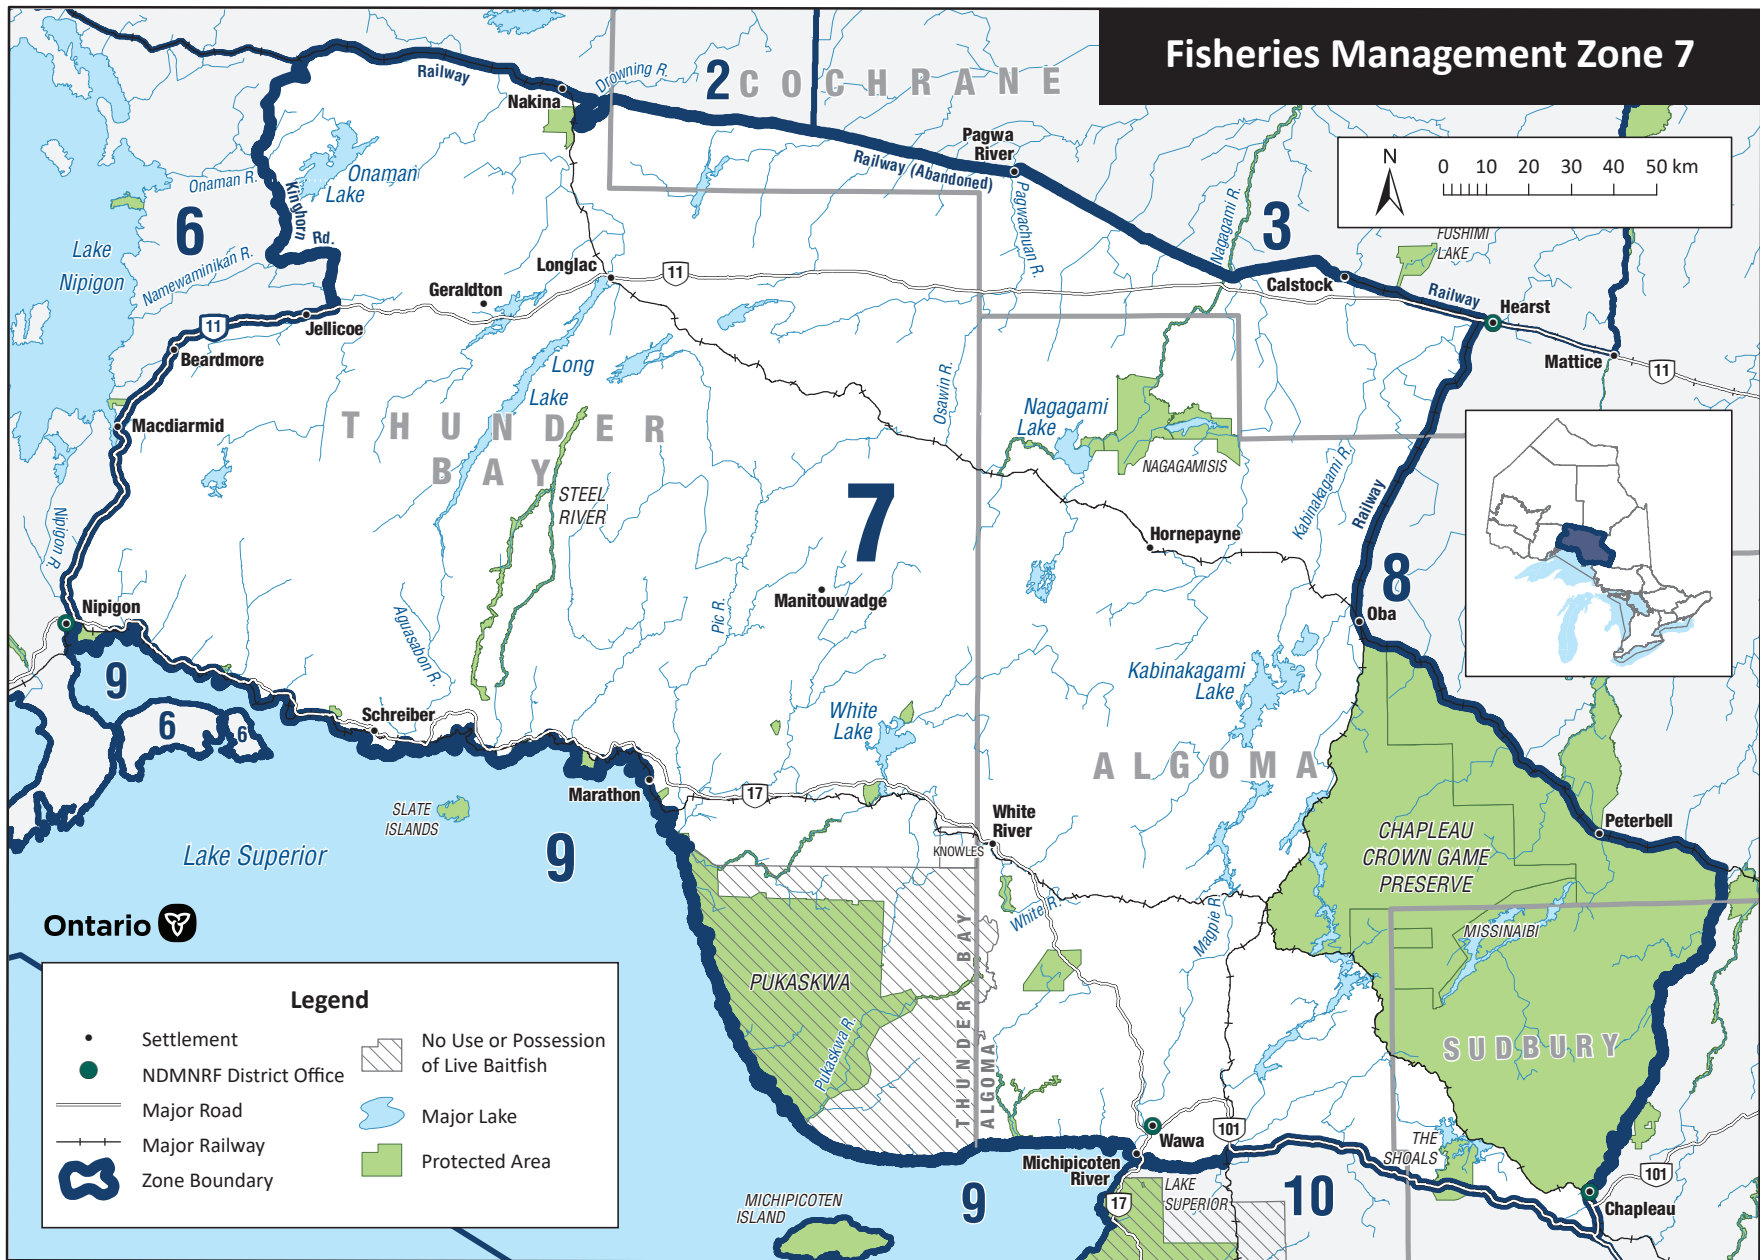 Fisheries Management Zone 7
N
0 10 20 30 40 50 km
Railway
Nakina
Drowning R.
2
COCHRANE
Pagwa
River
Railway (Abandoned)
Pagwachuan R.
Nagagami R.
3
FUSHIMI
LAKE
Calstock
Railway
Hearst
Mattice
11
Onaman
Lake
Onaman R.
Kinghorn
Rd.
6
Lake
Nipigon
Namewaminikan R.
Longlac
11
Geraldton
Jellicoe
11
Beardmore
Macdiarmid
Long
Lake
THUNDER
BAY
STEEL
RIVER
Osawin R.
Nagagami
Lake
NAGAGAMISIS
Kabinakagami R.
Railway
7
Hornepayne
8
Oba
Nipigon R.
Nipigon
Manitouwadge
Pic R.
Aguasabon R.
9
6
6
Schreiber
White
Lake
Kabinakagami
Lake
ALGOMA
Marathon
17
SLATE
ISLANDS
Lake Superior
9
White
River
KNOWLES
CHAPLEAU
CROWN GAME
PRESERVE
Peterbell
White R.
Magpie R.
MISSINAIBI
PUKASKWA
Pukaskwa R.
THUNDER BAY
ALGOMA
SUDBURY
Ontario
Legend
Settlement
NDMNRF District Office
Major Road
Major Railway
Zone Boundary
No Use or Possession
of Live Baitfish
Major Lake
Protected Area
Wawa
101
Michipicoten
River
THE
SHOALS
101
Chapleau
MICHIPICOTEN
ISLAND
9
17
LAKE
SUPERIOR
10